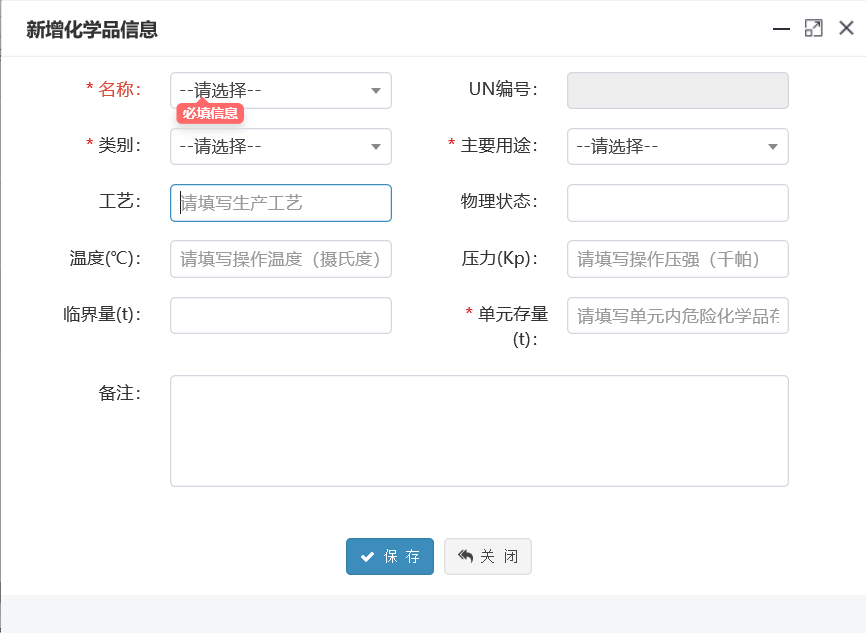 新增化学品信息
* 名称： --请选择-- UN编号：
必填信息
* 类别： --请选择-- * 主要用途： --请选择--
工艺： 请填写生产工艺 物理状态：
温度(℃)： 请填写操作温度（摄氏度） 压力(Kp)： 请填写操作压强（千帕）
临界量(t)： * 单元存量 请填写单元内危险化学品存
(t)：
备注：
保 存 关 闭